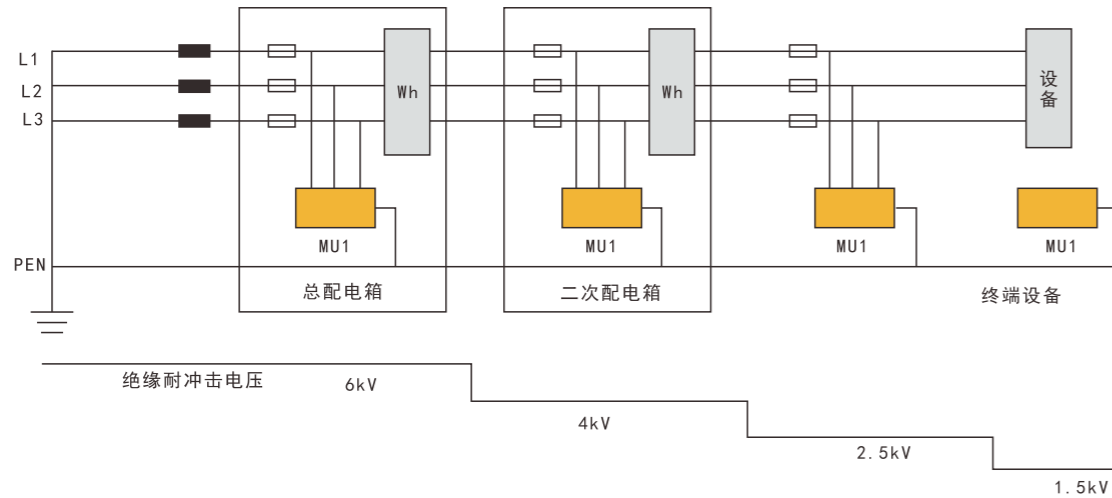 L1
L2
L3
Wh
Wh
设备
MU1
MU1
MU1
MU1
PEN
总配电箱
二次配电箱
终端设备
绝缘耐冲击电压
6kV
4kV
2.5kV
1.5kV